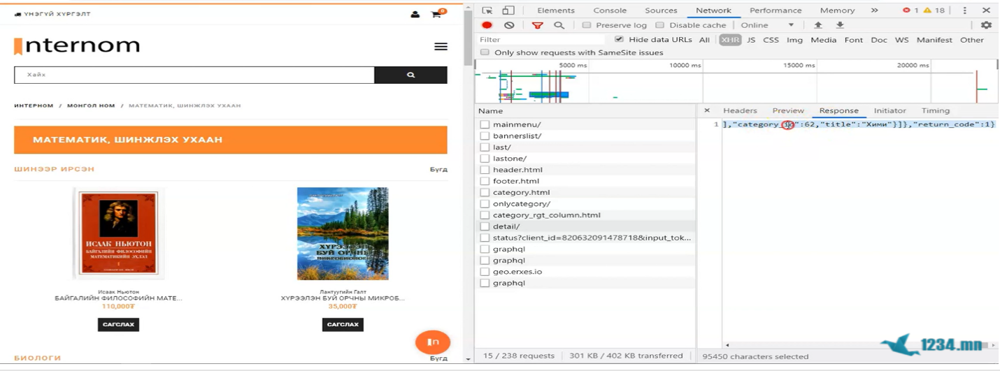 ҮНЭГҮЙ ХҮРГЭЛТ
0
nternom
Хайх
ИНТЕРНОМ / МОНГОЛ НОМ / МАТЕМАТИК, ШИНЖЛЭХ УХААН
МАТЕМАТИК, ШИНЖЛЭХ УХААН
ШИНЭЭР ИРСЭН
Бүгд
ИСААК НЬЮТОН
БАЙГАЛИЙН ФИЛОСОФИЙН
МАТЕМАТИКИЙН ЭХЛЭЛ
I
Исаак Ньютон
БАЙГАЛИЙН ФИЛОСОФИЙН МАТЕ...
110,000₮
САГСЛАХ
ХҮРЭЭЛЭН
БУЙ ОРЧНЫ
МИКРОБИОЛОГИ
Лантуугийн Галт
ХҮРЭЭЛЭН БУЙ ОРЧНЫ МИКРОБ...
35,000₮
САГСЛАХ
БИОЛОГИ
Бүгд
Elements Console Sources Network Performance Memory » 1 18
Preserve log Disable cache Online
Filter Hide data URLs All XHR JS CSS Img Media Font Doc WS Manifest Other
Only show requests with SameSite issues
5000 ms 10000 ms 15000 ms 20000 ms
Name
mainmenu/
bannerslist/
last/
lastone/
header.html
footer.html
category.html
onlycategory/
category_rgt_column.html
detail/
status?client_id=820632091478718&input_tok...
graphql
graphql
geo.erxes.io
graphql
15 / 238 requests 301 KB / 402 KB transferred
× Headers Preview Response Initiator Timing
1 ],"category_id":62,"title":"Хими"}]},"return_code":1}
95450 characters selected
1234.mn